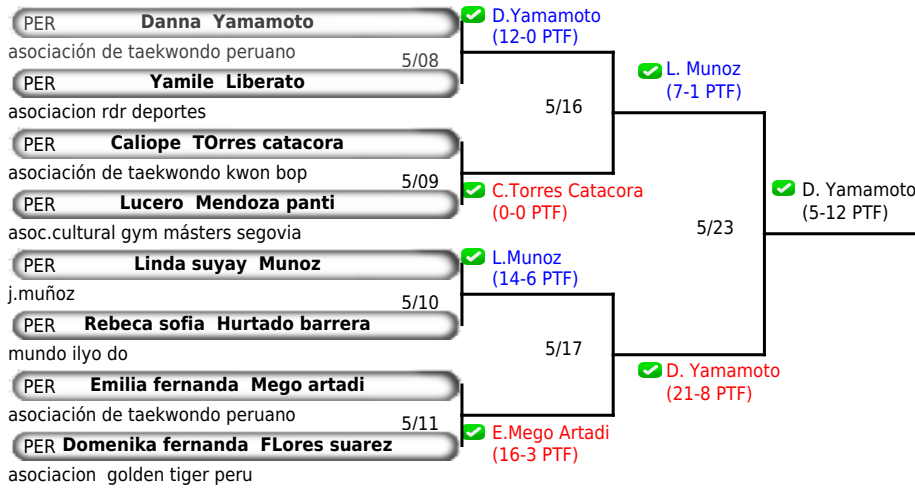 PER Danna Yamamoto
asociación de taekwondo peruano
5/08
PER Yamile Liberato
asociacion rdr deportes
PER Caliope TOrres catacora
asociación de taekwondo kwon bop
5/09
PER Lucero Mendoza panti
asoc.cultural gym másters segovia
PER Linda suyay Munoz
j.muñoz
5/10
PER Rebeca sofia Hurtado barrera
mundo ilyo do
PER Emilia fernanda Mego artadi
asociación de taekwondo peruano
5/11
PER Domenika fernanda FLores suarez
asociacion golden tiger peru
D.Yamamoto
(12-0 PTF)
5/16
C.Torres Catacora
(0-0 PTF)
L.Munoz
(14-6 PTF)
5/17
E.Mego Artadi
(16-3 PTF)
L. Munoz
(7-1 PTF)
5/23
D. Yamamoto
(21-8 PTF)
D. Yamamoto
(5-12 PTF)